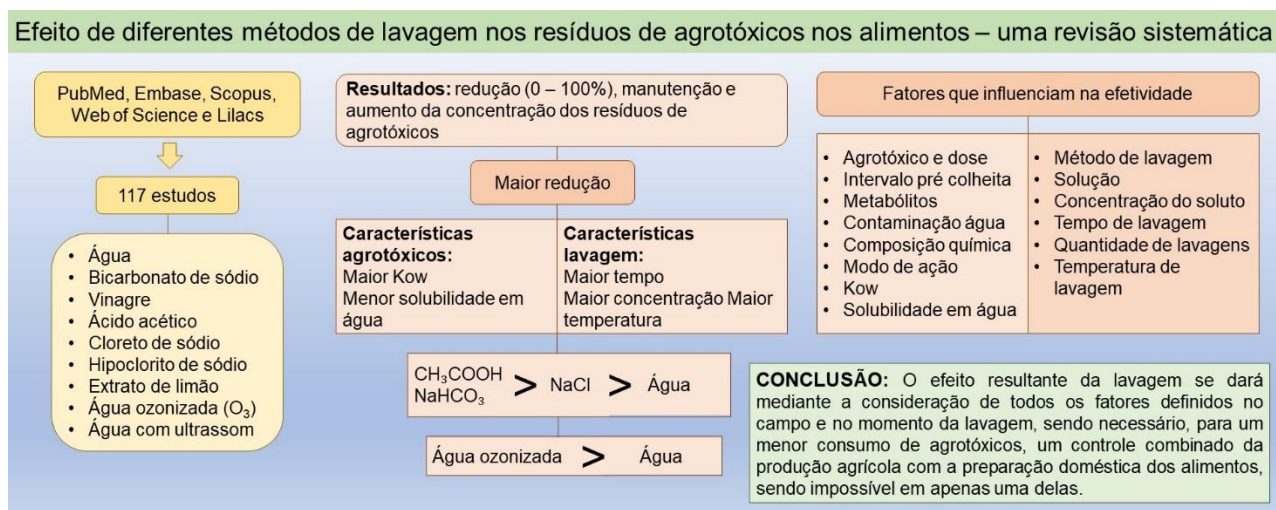 Efeito de diferentes métodos de lavagem nos resíduos de agrotóxicos nos alimentos – uma revisão sistemática
PubMed, Embase, Scopus,
Web of Science e Lilacs
117 estudos
• Água
• Bicarbonato de sódio
• Vinagre
• Ácido acético
• Cloreto de sódio
• Hipoclorito de sódio
• Extrato de limão
• Água ozonizada (O₃)
• Água com ultrassom
Resultados: redução (0 – 100%), manutenção e
aumento da concentração dos resíduos de
agrotóxicos
Maior redução
Características
agrotóxicos:
Maior Kow
Menor solubilidade em
água
Características
lavagem:
Maior tempo
Maior concentração Maior
temperatura
CH₃COOH
NaHCO₃
> NaCl > Água
Água ozonizada > Água
Fatores que influenciam na efetividade
• Agrotóxico e dose
• Intervalo pré colheita
• Metabólitos
• Contaminação água
• Composição química
• Modo de ação
• Kow
• Solubilidade em água
• Método de lavagem
• Solução
• Concentração do soluto
• Tempo de lavagem
• Quantidade de lavagens
• Temperatura de
lavagem
CONCLUSÃO: O efeito resultante da lavagem se dará
mediante a consideração de todos os fatores definidos no
campo e no momento da lavagem, sendo necessário, para um
menor consumo de agrotóxicos, um controle combinado da
produção agrícola com a preparação doméstica dos alimentos,
sendo impossível em apenas uma delas.